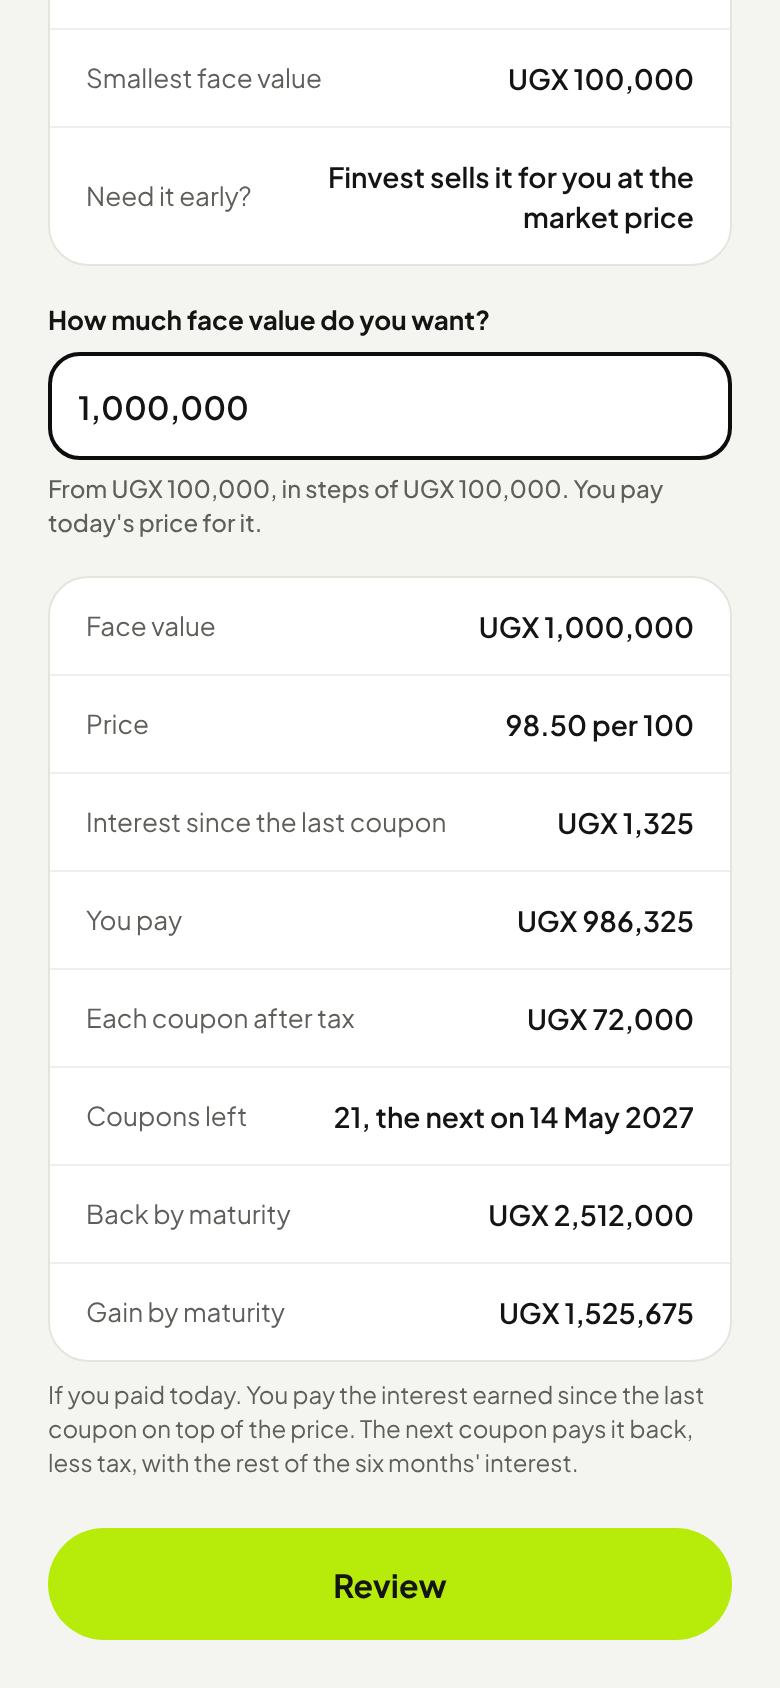 Smallest face value UGX 100,000
Need it early? Finvest sells it for you at the
market price
How much face value do you want?
1,000,000
From UGX 100,000, in steps of UGX 100,000. You pay
today's price for it.
Face value UGX 1,000,000
Price 98.50 per 100
Interest since the last coupon UGX 1,325
You pay UGX 986,325
Each coupon after tax UGX 72,000
Coupons left 21, the next on 14 May 2027
Back by maturity UGX 2,512,000
Gain by maturity UGX 1,525,675
If you paid today. You pay the interest earned since the last
coupon on top of the price. The next coupon pays it back,
less tax, with the rest of the six months' interest.
Review